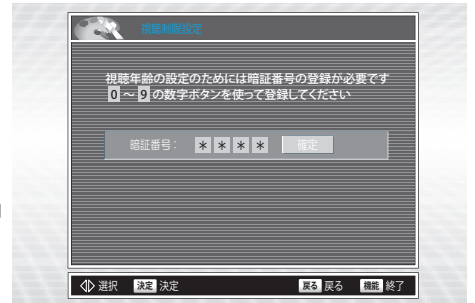 視聴制限設定
視聴年齢の設定のためには暗証番号の登録が必要です
0 ～ 9 の数字ボタンを使って登録してください
暗証番号： ＊ ＊ ＊ ＊ 確定
選択 決定 決定 戻る 戻る 機能 終了